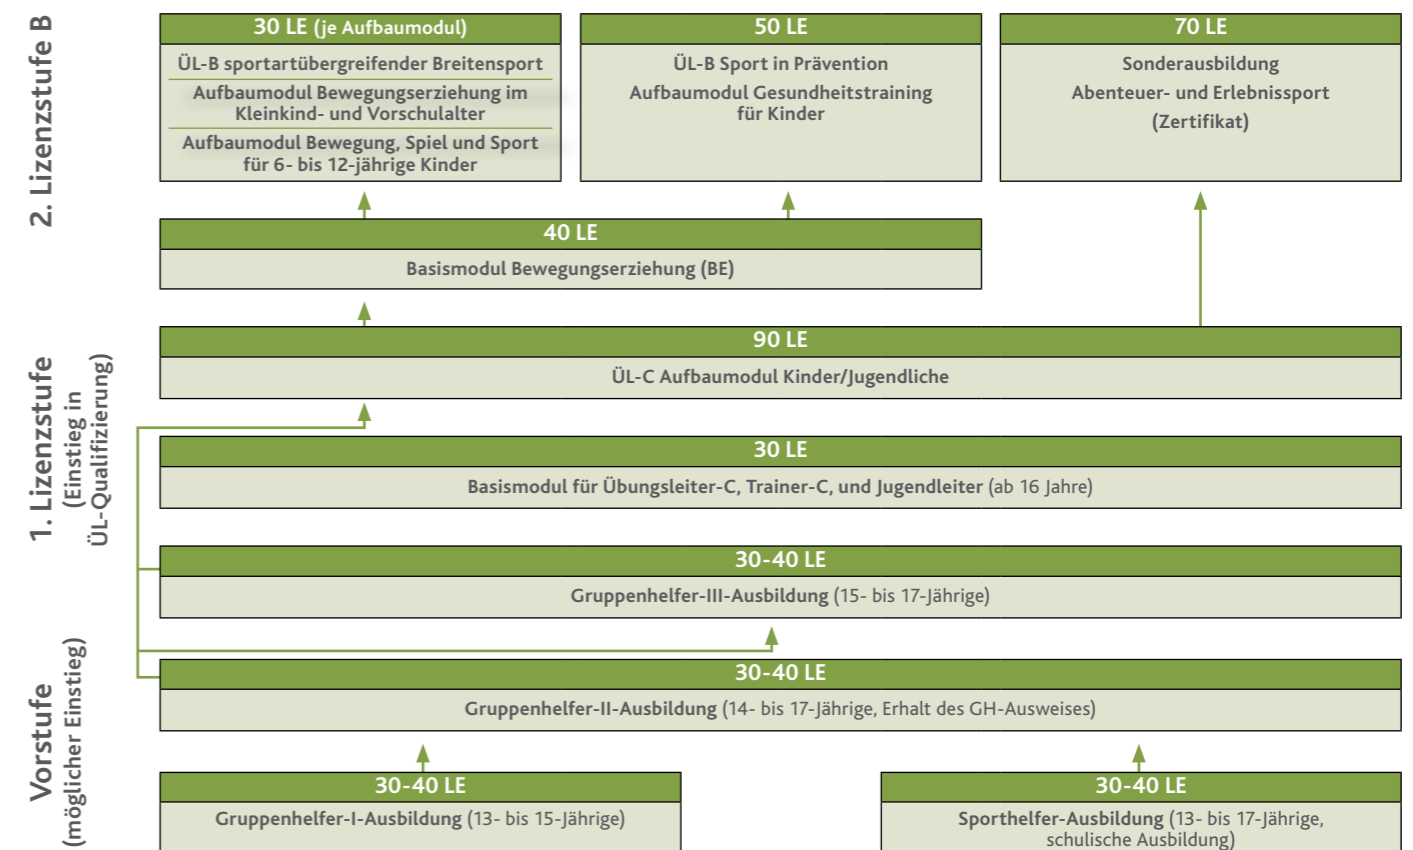 2. Lizenzstufe B
30 LE (je Aufbaumodul)
ÜL-B sportartübergreifender Breitensport
Aufbaumodul Bewegungserziehung im
Kleinkind- und Vorschulalter
Aufbaumodul Bewegung, Spiel und Sport
für 6- bis 12-jährige Kinder
50 LE
ÜL-B Sport in Prävention
Aufbaumodul Gesundheitstraining
für Kinder
70 LE
Sonderausbildung
Abenteuer- und Erlebnissport
(Zertifikat)
40 LE
Basismodul Bewegungserziehung (BE)
1. Lizenzstufe
(Einstieg in
ÜL-Qualifizierung)
90 LE
ÜL-C Aufbaumodul Kinder/Jugendliche
30 LE
Basismodul für Übungsleiter-C, Trainer-C, und Jugendleiter (ab 16 Jahre)
30-40 LE
Gruppenhelfer-III-Ausbildung (15- bis 17-Jährige)
Vorstufe
(möglicher Einstieg)
30-40 LE
Gruppenhelfer-II-Ausbildung (14- bis 17-Jährige, Erhalt des GH-Ausweises)
30-40 LE
Gruppenhelfer-I-Ausbildung (13- bis 15-Jährige)
30-40 LE
Sporthelfer-Ausbildung (13- bis 17-Jährige,
schulische Ausbildung)